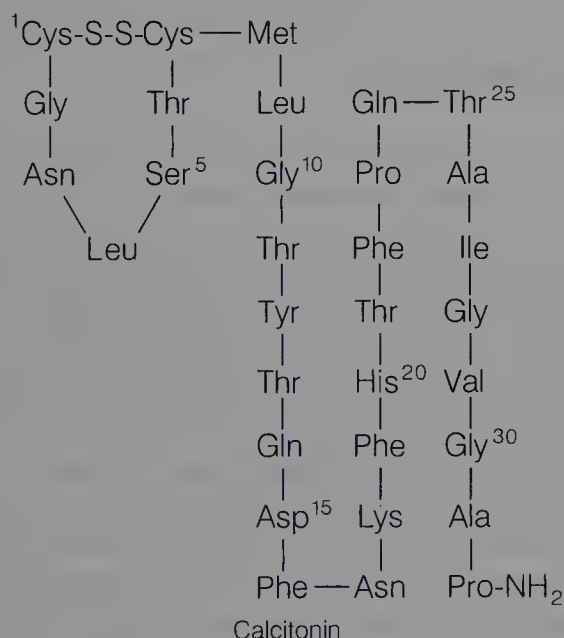 ¹Cys-S-S-Cys — Met
Gly Thr Leu Gln — Thr²⁵
Asn Ser⁵ Gly¹⁰ Pro Ala
Leu Thr Phe Ile
Tyr Thr Gly
Thr His²⁰ Val
Gln Phe Gly³⁰
Asp¹⁵ Lys Ala
Phe — Asn Pro-NH₂
Calcitonin